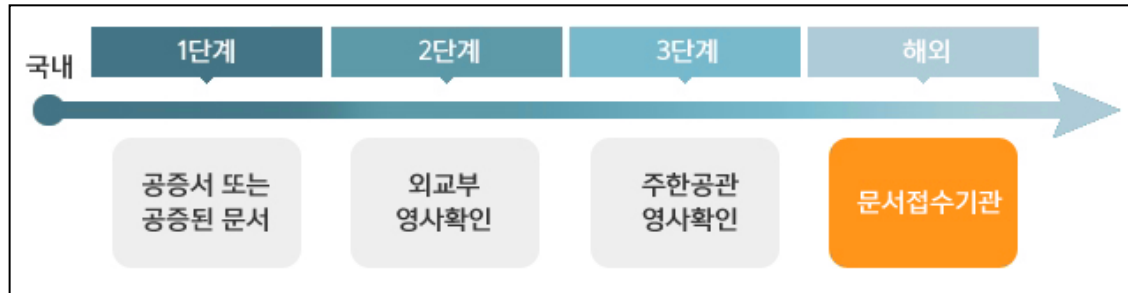 국내
1단계
2단계
3단계
해외
공증서 또는
공증된 문서
외교부
영사확인
주한공관
영사확인
문서접수기관